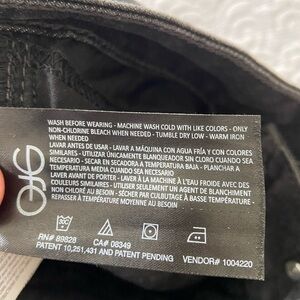 WASH BEFORE WEARING - MACHINE WASH COLD WITH LIKE COLORS - ONLY
NON-CHLORINE BLEACH WHEN NEEDED - TUMBLE DRY LOW - WARM IRON
WHEN NEEDED
LAVAR ANTES DE USAR - LAVAR A MÁQUINA CON AGUA FRÍA Y CON COLORES
SIMILARES - UTILIZAR ÚNICAMENTE BLANQUEADOR SIN CLORO CUANDO SEA
NECESARIO - SECAR EN SECADORA A TEMPERATURA BAJA - PLANCHAR A
NECESARIO
LAVER AVANT DE PORTER - LAVER À LA MACHINE À L'EAU FROIDE AVEC DES
COULEURS SIMILAIRES - UTILISER SEULEMENT UN AGENT DE BLANCHIMENT
NON CHLORÉ AU BESOIN - SÉCHER PAR CULBUTAGE À BASSE TEMPÉRATURE -
REPASSER À TEMPÉRATURE MOYENNE AU BESOIN
RN# 89828 CA# 08349
PATENT 10,251,431 AND PATENT PENDING VENDOR# 1004220